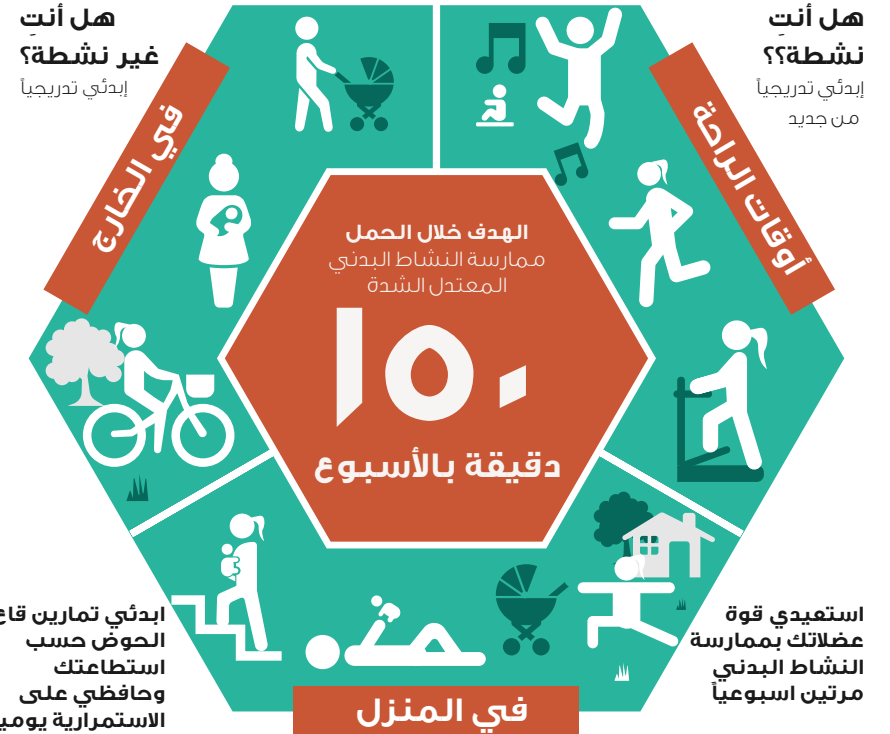 هل أنتِ
نشطة؟؟
إبدئي تدريجياً
من جديد
هل أنتِ
غير نشطة؟
إبدئي تدريجياً
أوقات الراحة
في الخارج
الهدف خلال الحمل
ممارسة النشاط البدني
المعتدل الشدة
١٥٠
دقيقة بالأسبوع
استعيدي قوة
عضلاتك بممارسة
النشاط البدني
مرتين اسبوعياً
ابدئي تمارين قاع
الحوض حسب
استطاعتك
وحافظي على
الاستمرارية
في المنزل